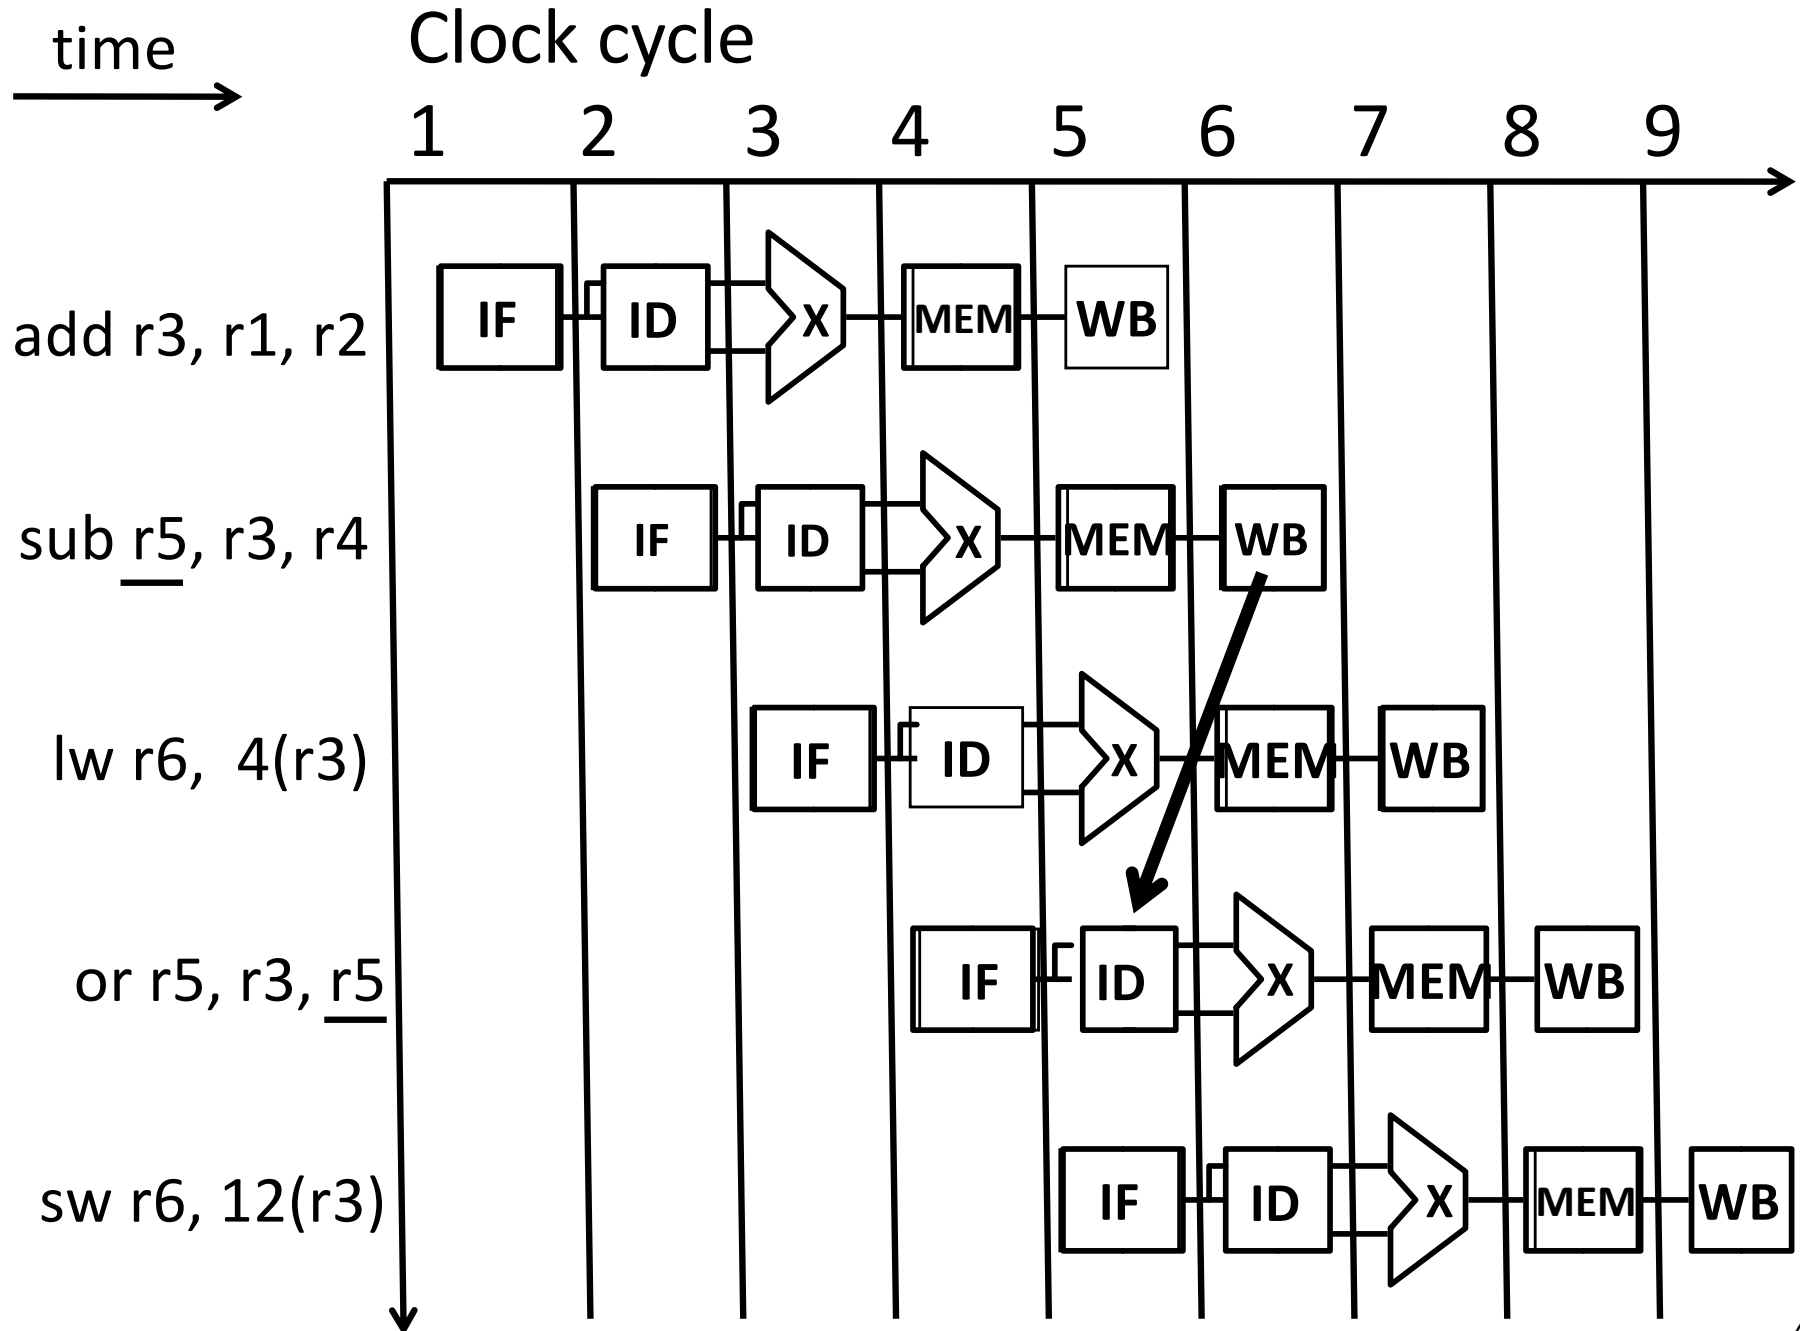 time Clock cycle
1 2 3 4 5 6 7 8 9
add r3, r1, r2 IF ID X MEM WB
sub r5, r3, r4 IF ID X MEM WB
lw r6, 4(r3) IF ID X MEM WB
or r5, r3, r5 IF ID X MEM WB
sw r6, 12(r3) IF ID X MEM WB